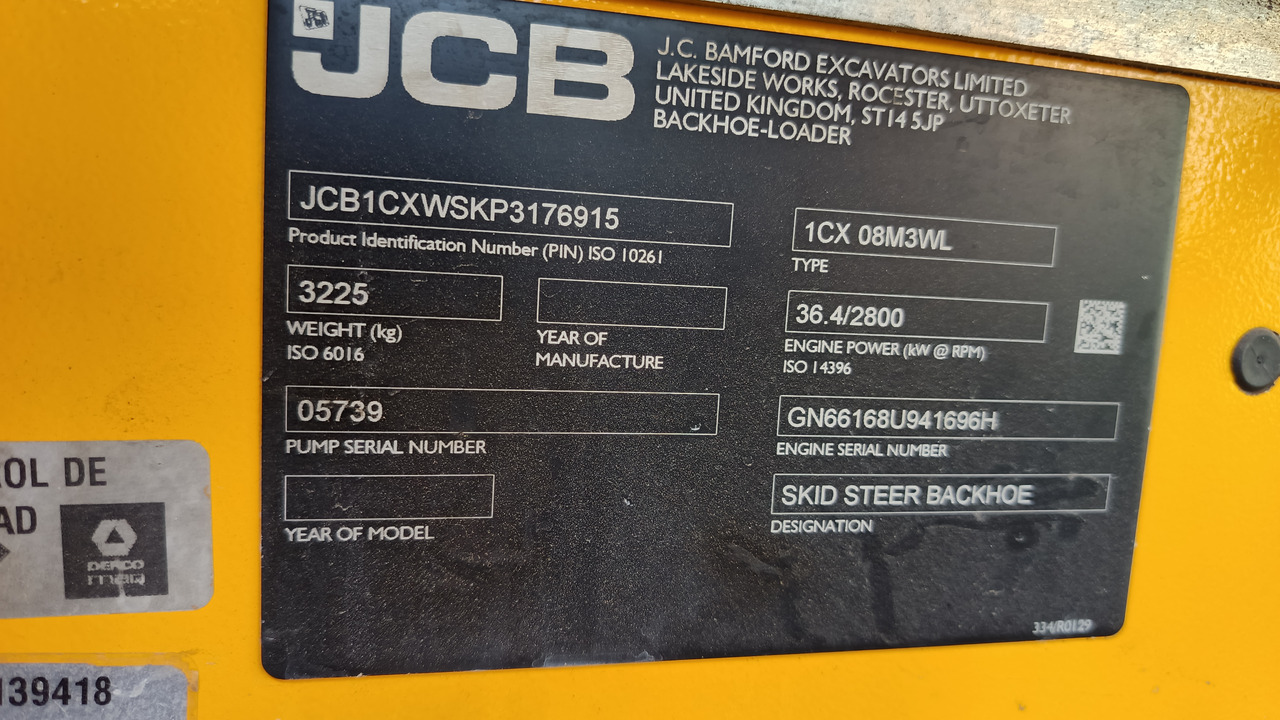 JCB
J.C. BAMFORD EXCAVATORS LIMITED
LAKESIDE WORKS, ROCESTER, UTTOXETER
UNITED KINGDOM, ST14 5JP
BACKHOE-LOADER
JCB1CXWSKP3176915
Product Identification Number (PIN) ISO 10261
1CX 08M3WL
TYPE
3225
WEIGHT (kg)
ISO 6016
YEAR OF
MANUFACTURE
36.4/2800
ENGINE POWER (kW @ RPM)
ISO 14396
05739
PUMP SERIAL NUMBER
GN66168U941696H
ENGINE SERIAL NUMBER
YEAR OF MODEL
SKID STEER BACKHOE
DESIGNATION
334/R0129
OL DE
AD
DERCO
maq
139418